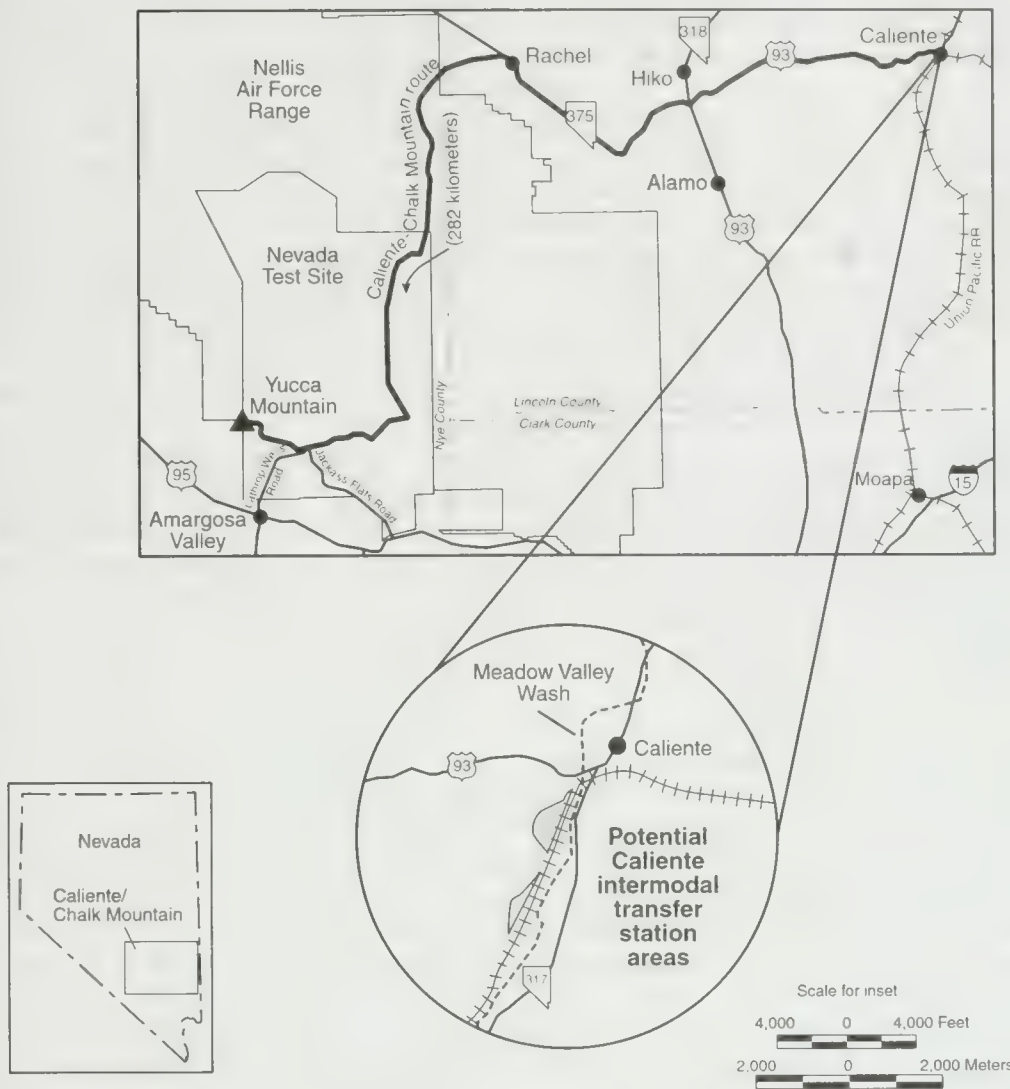 Nellis
Air Force
Range
Rachel
318
Hiko
93
Caliente
375
Alamo
93
Caliente-Chalk Mountain route
(282 kilometers)
Nevada
Test Site
Union Pacific RR
Yucca
Mountain
Nye County
Lincoln County
Clark County
95
Road
Jackass Flats Road
Amargosa
Valley
Moapa
15
Meadow Valley
Wash
93
Caliente
Potential
Caliente
intermodal
transfer
station
areas
317
Nevada
Caliente/
Chalk Mountain
Scale for inset
4,000 0 4,000 Feet
2,000 0 2,000 Meters